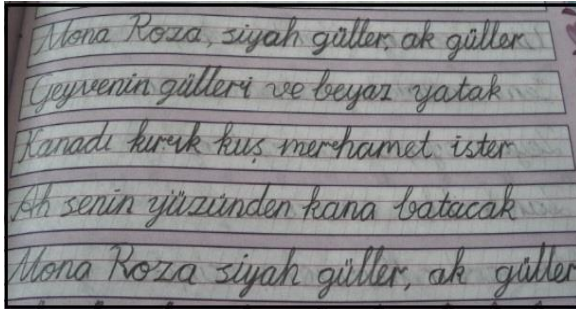 Mona Roza, siyah güller, ak güller
Geyvenin gülleri ve beyaz yatak
Kanadı kırık kuş merhamet ister
Ah senin yüzünden kana batacak
Mona Roza siyah güller, ak güller